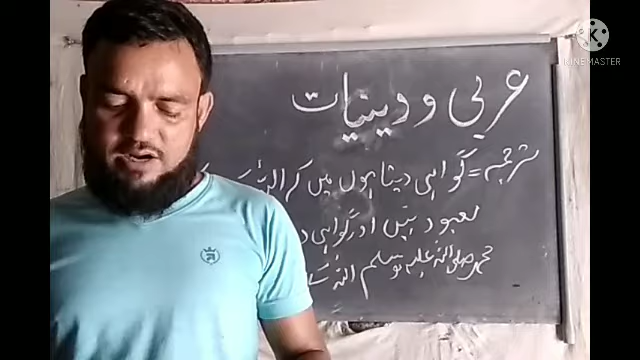 عربی و دینیات
ترجمہ = گواہی دیتا ہوں میں کہ اللہ
معبود نہیں اور گواہی د
محمد صلی اللہ علیہ وسلم اللہ کے
KINEMASTER